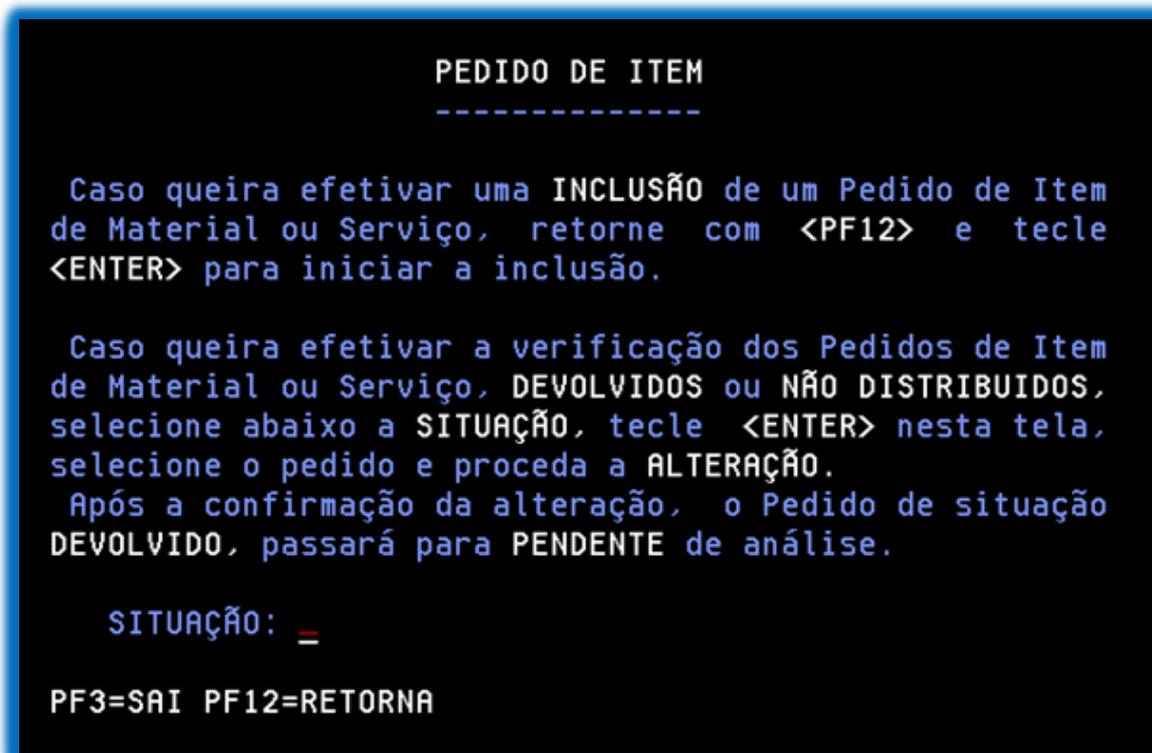 PEDIDO DE ITEM
--------------
Caso queira efetivar uma INCLUSÃO de um Pedido de Item
de Material ou Serviço, retorne com <PF12> e tecle
<ENTER> para iniciar a inclusão.
Caso queira efetivar a verificação dos Pedidos de Item
de Material ou Serviço, DEVOLVIDOS ou NÃO DISTRIBUIDOS,
selecione abaixo a SITUAÇÃO, tecle <ENTER> nesta tela,
selecione o pedido e proceda a ALTERAÇÃO.
Após a confirmação da alteração, o Pedido de situação
DEVOLVIDO, passará para PENDENTE de análise.
SITUAÇÃO: _
PF3=SAI PF12=RETORNA